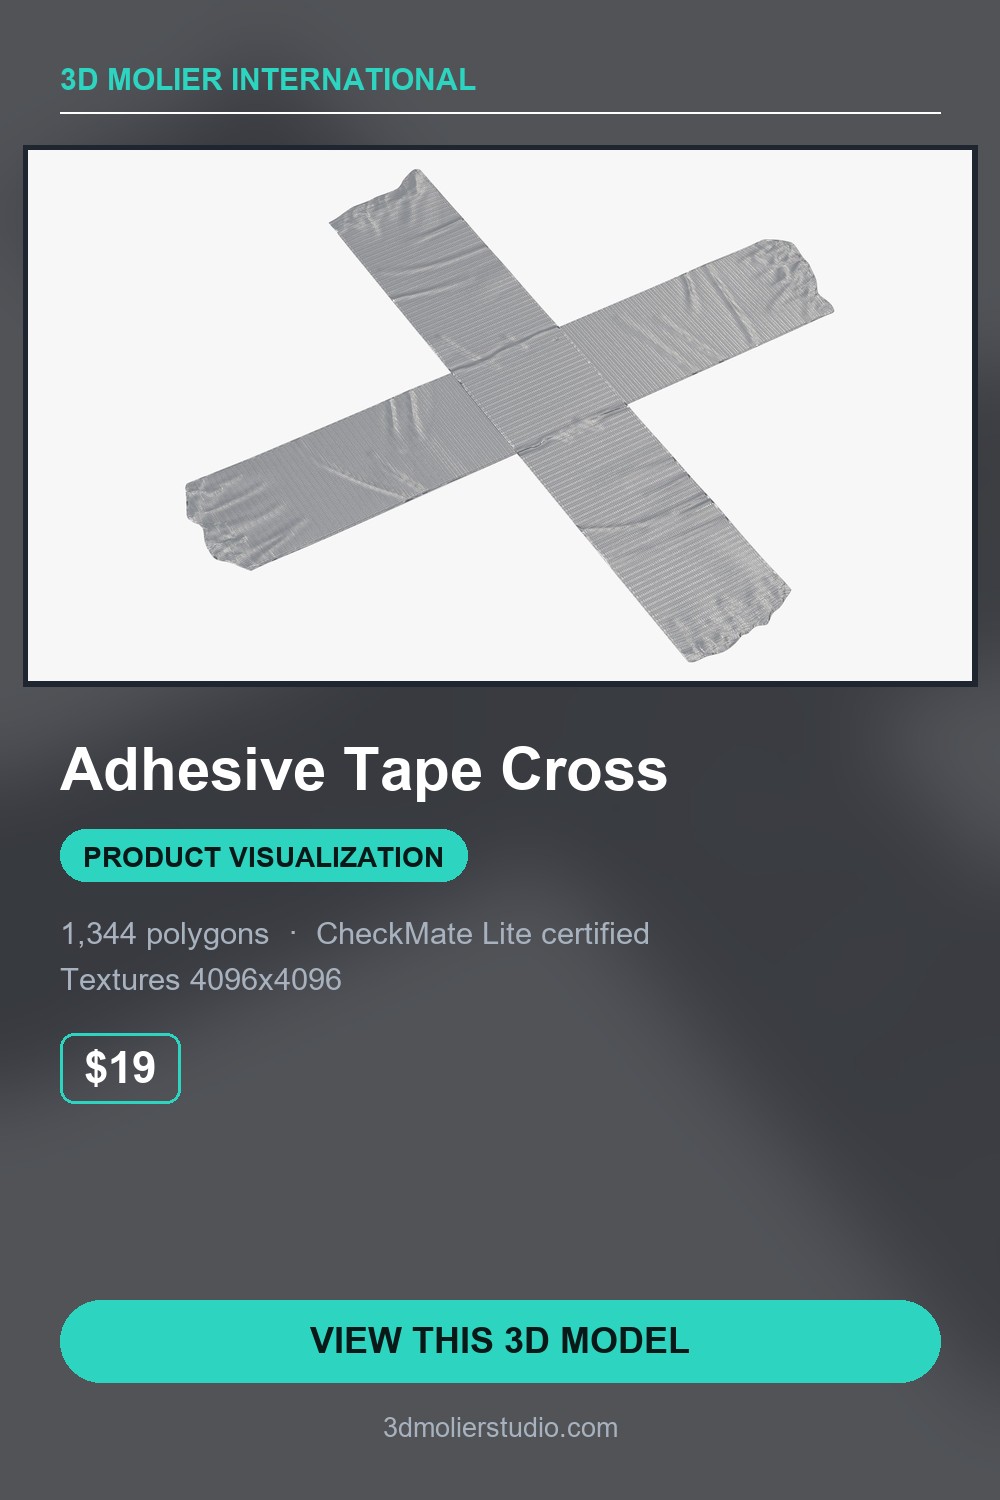 3D MOLIER INTERNATIONAL
Adhesive Tape Cross
PRODUCT VISUALIZATION
1,344 polygons · CheckMate Lite certified
Textures 4096x4096
$19
VIEW THIS 3D MODEL
3dmolierstudio.com